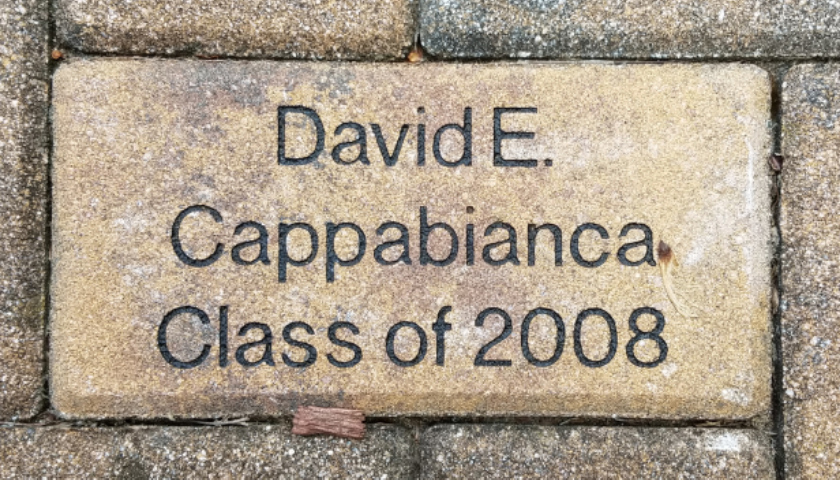 David E.
Cappabianca
Class of 2008